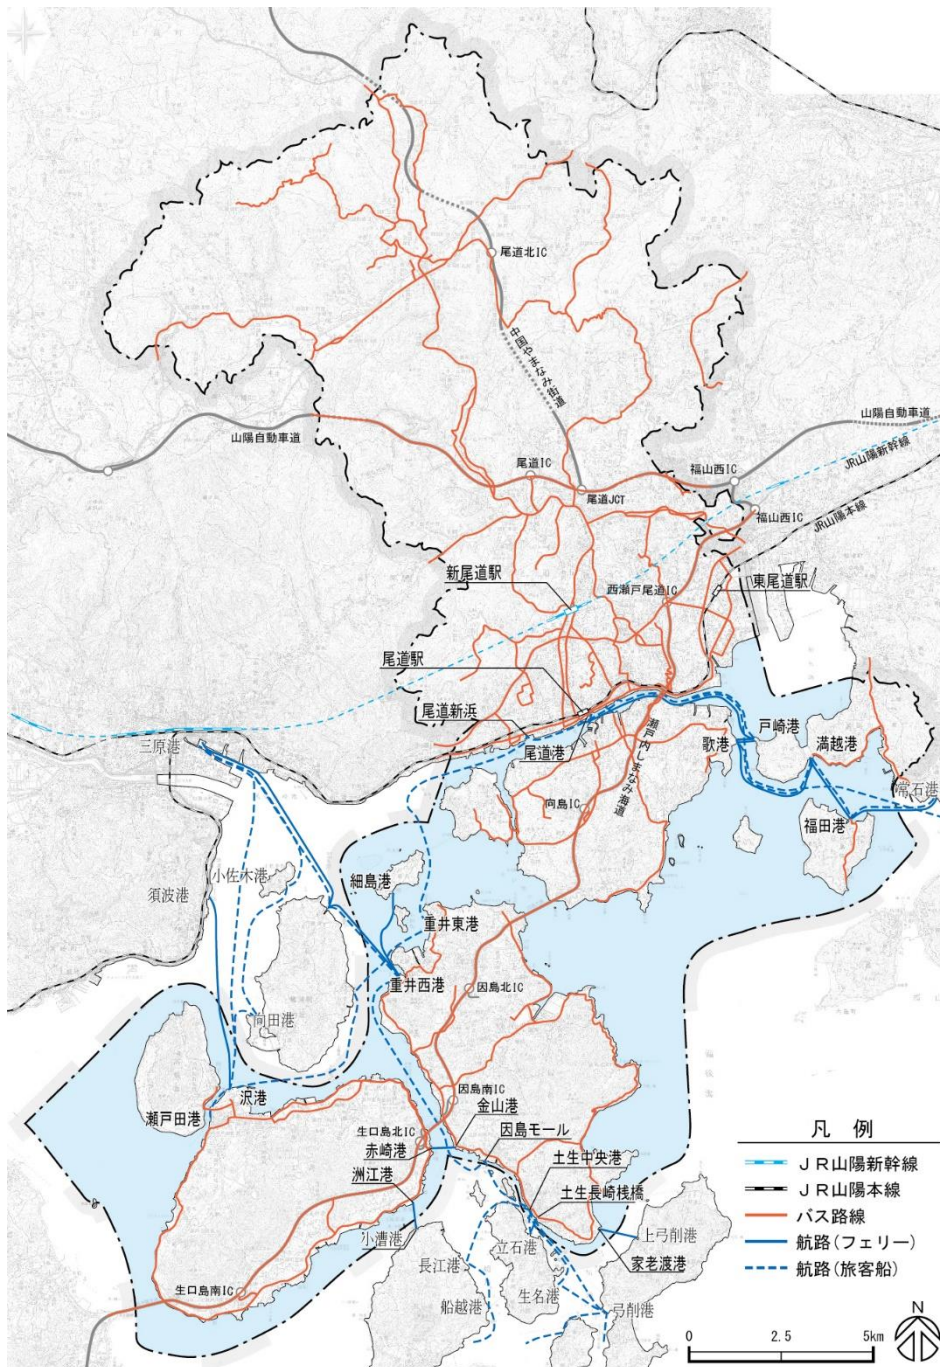 尾道北IC
中国やまなみ街道
山陽自動車道
JR山陽新幹線
尾道IC
福山西IC
尾道JCT
福山西IC
JR山陽本線
新尾道駅
東尾道駅
西瀬戸尾道IC
尾道駅
尾道新浜
瀬戸内しまなみ海道
戸崎港
三原港
尾道港
歌港
満越港
常石港
向島IC
福田港
小佐木港
細島港
須波港
重井東港
重井西港
因島北IC
向田港
沢港
因島南IC
瀬戸田港
金山港
生口島北IC
因島モール
赤崎港
土生中央港
洲江港
土生長崎桟橋
小漕港
立石港
上弓削港
長江港
家老渡港
生口島南IC
船越港
生名港
弓削港
凡 例
ＪＲ山陽新幹線
ＪＲ山陽本線
バス路線
航路(フェリー)
航路(旅客船)
N
0 2.5 5km